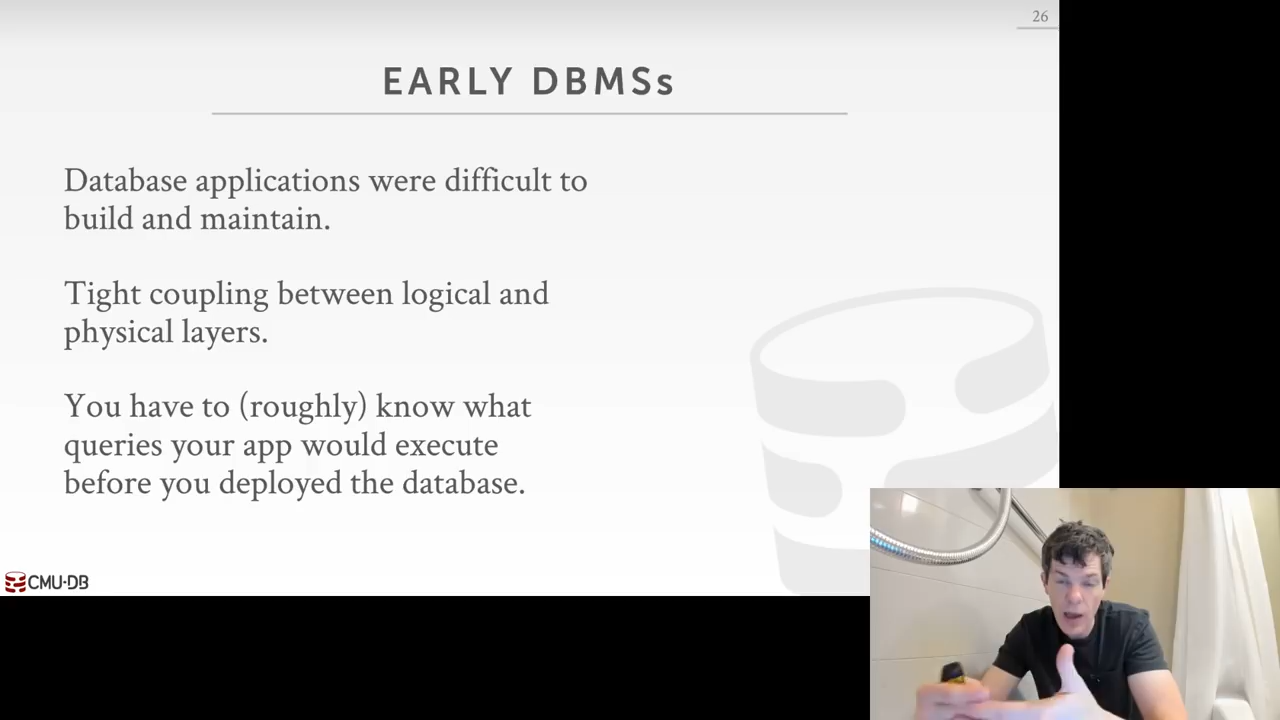 26
EARLY DBMSs
Database applications were difficult to
build and maintain.
Tight coupling between logical and
physical layers.
You have to (roughly) know what
queries your app would execute
before you deployed the database.
CMU·DB